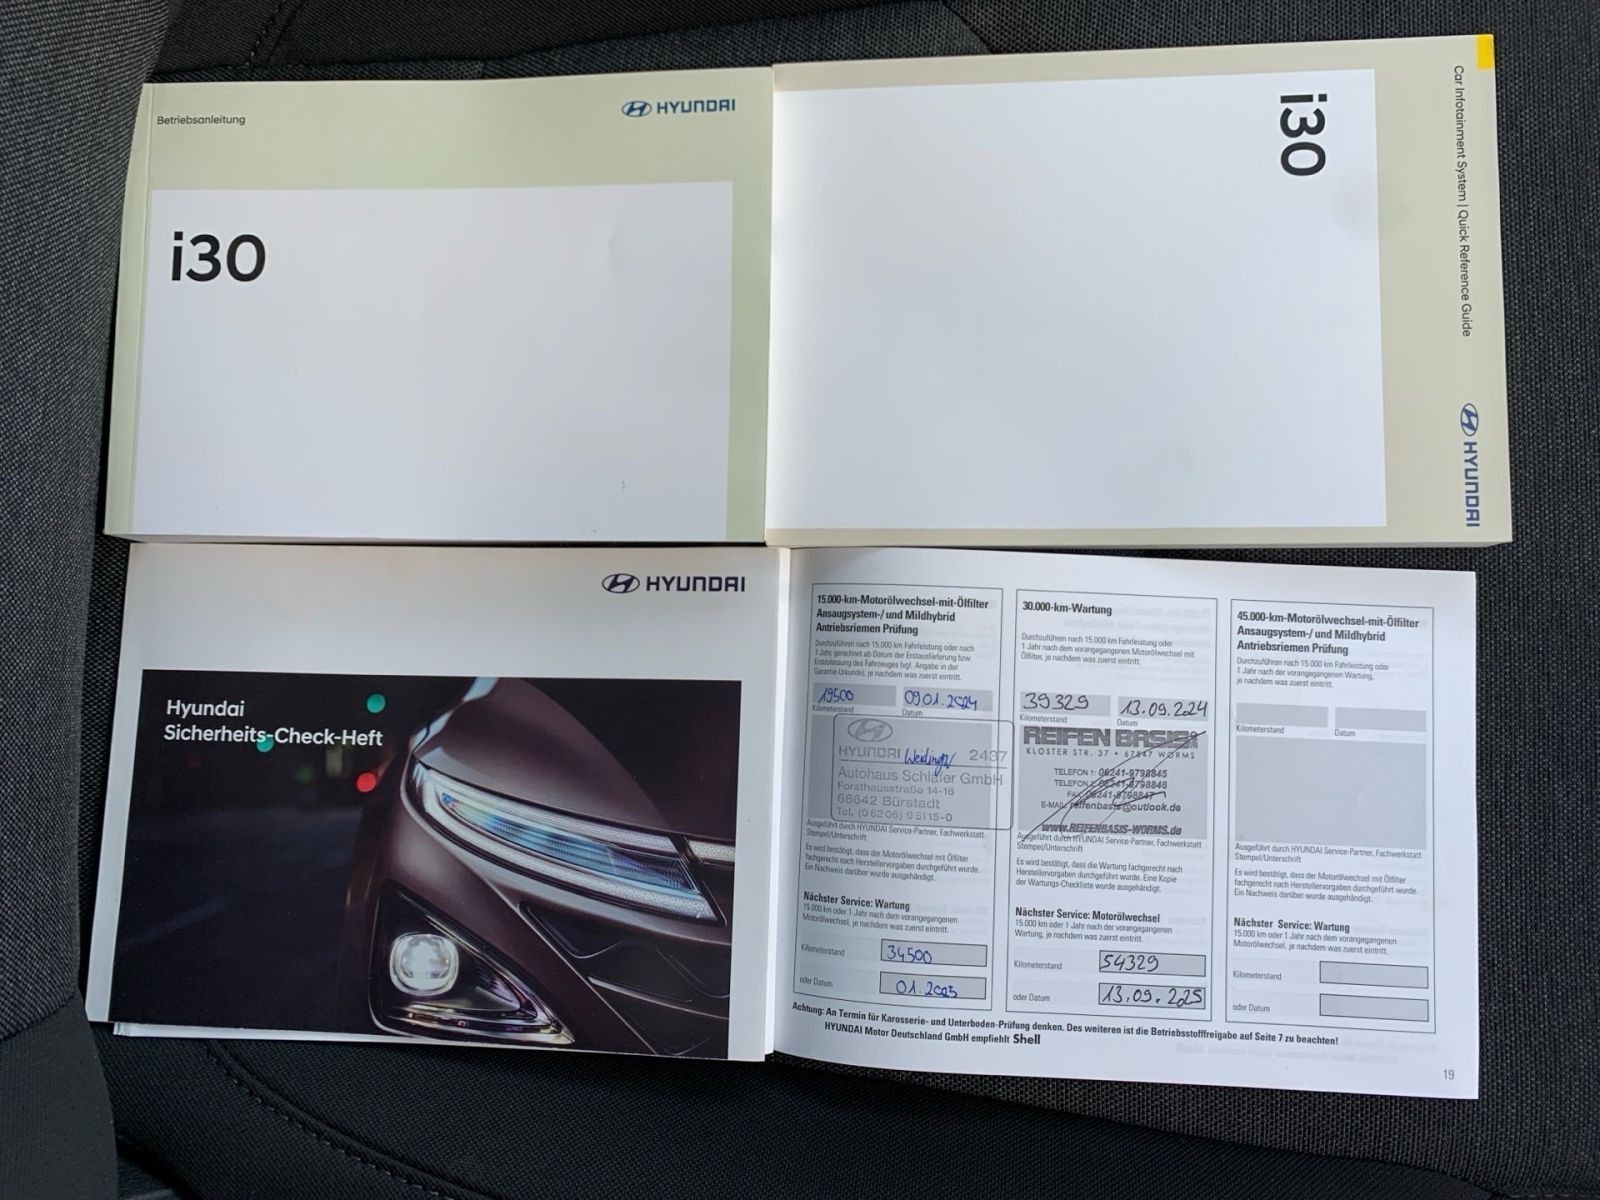 Betriebsanleitung
HYUNDAI
i30
i30
Car Infotainment System | Quick Reference Guide
HYUNDAI
HYUNDAI
Hyundai
Sicherheits-Check-Heft
15.000-km-Motorölwechsel-mit-Ölfilter
Ansaugsystem-/ und Mildhybrid
Antriebsriemen Prüfung
Durchzuführen nach 15.000 km Fahrleistung oder nach
1 Jahr, gerechnet ab Datum der Erstauslieferung bzw.
Erstzulassung des Fahrzeuges (vgl. Angabe in der
Garantie-Urkunde), je nachdem was zuerst eintritt.
19500 09.01.2024
Kilometerstand Datum
HYUNDAI 2437
Autohaus Schläfer GmbH
Forsthausstraße 14-16
68642 Bürstadt
Tel. (06206) 95115-0
Ausgeführt durch HYUNDAI Service-Partner, Fachwerkstatt
Stempel/Unterschrift
Es wird bestätigt, dass der Motorölwechsel mit Ölfilter
fachgerecht nach Herstellervorgaben durchgeführt wurde.
Ein Nachweis darüber wurde ausgehändigt.
Nächster Service: Wartung
15.000 km oder 1 Jahr nach dem vorangegangenen
Motorölwechsel, je nachdem was zuerst eintritt.
Kilometerstand 34500
oder Datum 01.2025
30.000-km-Wartung
Durchzuführen nach 15.000 km Fahrleistung oder
1 Jahr nach dem vorangegangenen Motorölwechsel mit
Ölfilter, je nachdem was zuerst eintritt.
39329 13.09.2024
Kilometerstand Datum
REIFEN BASIS
KLOSTER STR. 37 • 67547 WORMS
TELEFON 1: 06241-9798845
TELEFON 2: 06241-9798846
FAX: 06241-9798847
E-MAIL: reifenbasis@outlook.de
www.REIFENBASIS-WORMS.de
Ausgeführt durch HYUNDAI Service-Partner, Fachwerkstatt
Stempel/Unterschrift
Es wird bestätigt, dass die Wartung fachgerecht nach
Herstellervorgaben durchgeführt wurde. Eine Kopie
der Wartungs-Checkliste wurde ausgehändigt.
Nächster Service: Motorölwechsel
15.000 km oder 1 Jahr nach der vorangegangenen
Wartung, je nachdem was zuerst eintritt.
Kilometerstand 54329
oder Datum 13.09.2025
45.000-km-Motorölwechsel-mit-Ölfilter
Ansaugsystem-/ und Mildhybrid
Antriebsriemen Prüfung
Durchzuführen nach 15.000 km Fahrleistung oder
1 Jahr nach der vorangegangenen Wartung,
je nachdem was zuerst eintritt.
Kilometerstand Datum
Ausgeführt durch HYUNDAI Service-Partner, Fachwerkstatt
Stempel/Unterschrift
Es wird bestätigt, dass der Motorölwechsel mit Ölfilter
fachgerecht nach Herstellervorgaben durchgeführt wurde.
Ein Nachweis darüber wurde ausgehändigt.
Nächster Service: Wartung
15.000 km oder 1 Jahr nach dem vorangegangenen
Motorölwechsel, je nachdem was zuerst eintritt.
Kilometerstand
oder Datum
Achtung: An Termin für Karosserie- und Unterboden-Prüfung denken. Des weiteren ist die Betriebsstofffreigabe auf Seite 7 zu beachten!
HYUNDAI Motor Deutschland GmbH empfiehlt Shell
19